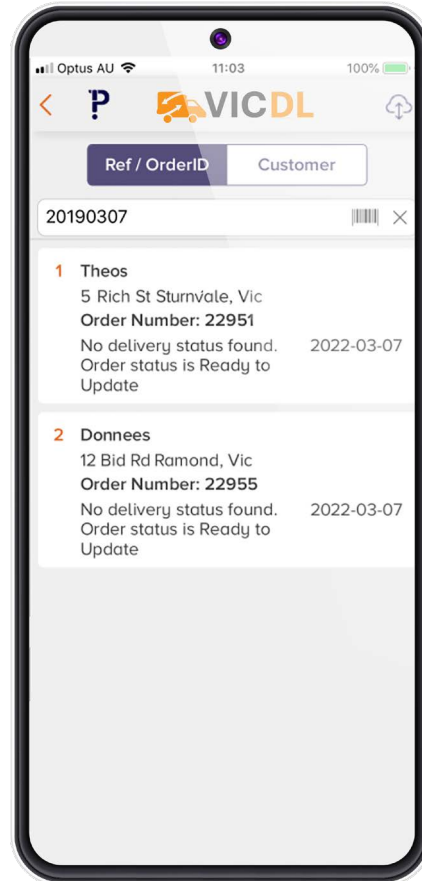 Optus AU 11:03 100%
P VICDL
Ref / OrderID Customer
20190307
1 Theos
5 Rich St Sturnvale, Vic
Order Number: 22951
No delivery status found. 2022-03-07
Order status is Ready to
Update
2 Donnees
12 Bid Rd Ramond, Vic
Order Number: 22955
No delivery status found. 2022-03-07
Order status is Ready to
Update